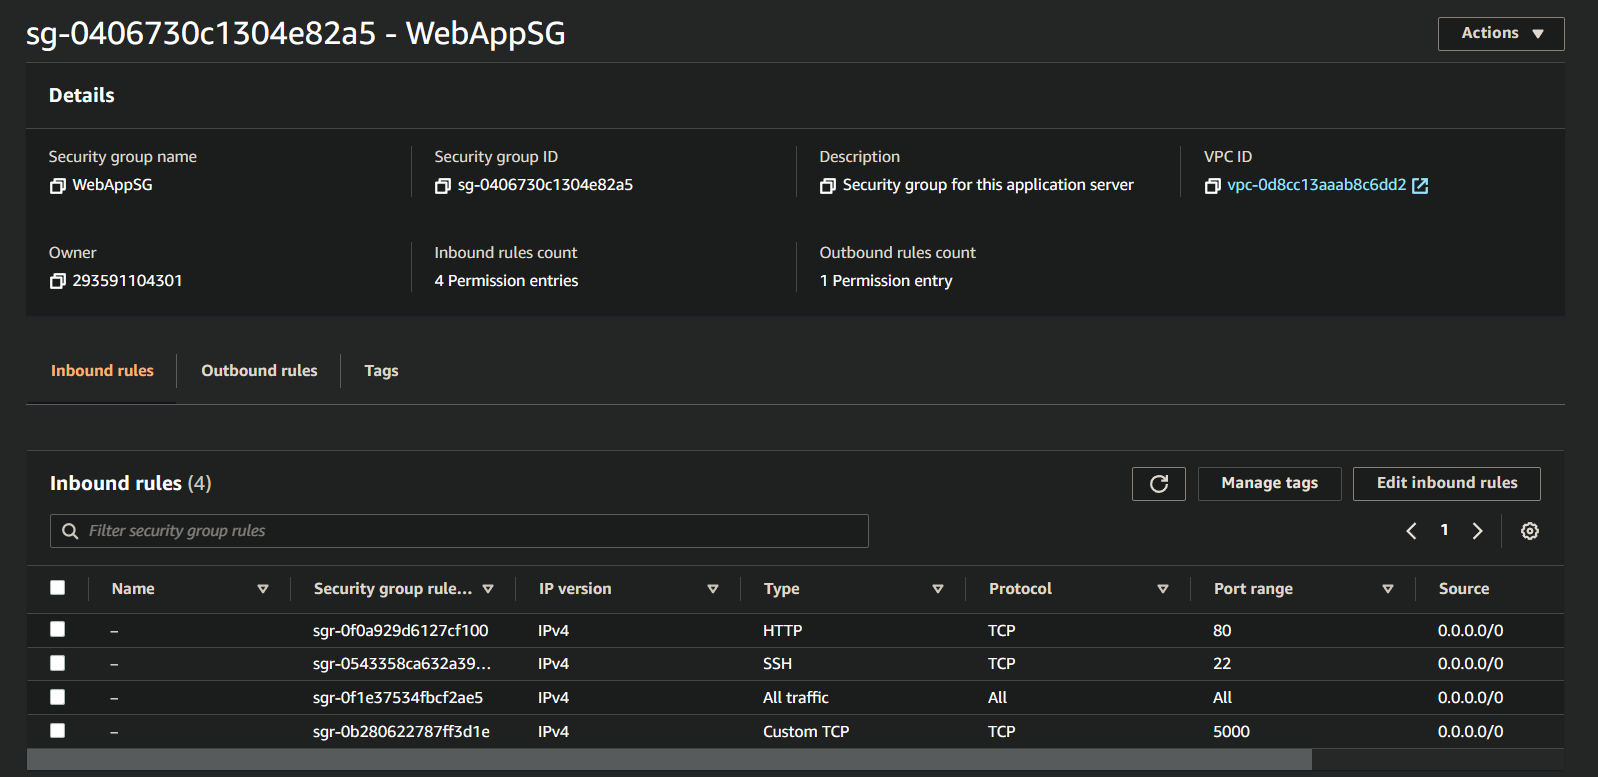 sg-0406730c1304e82a5 - WebAppSG
Actions
Details
Security group name
Security group ID
Description
VPC ID
WebAppSG
sg-0406730c1304e82a5
Security group for this application server
vpc-0d8cc13aaab8c6dd2
Owner
Inbound rules count
Outbound rules count
293591104301
4 Permission entries
1 Permission entry
Inbound rules
Outbound rules
Tags
Inbound rules (4)
Manage tags
Edit inbound rules
Filter security group rules
1
Name Security group rule... IP version Type Protocol Port range Source
– sgr-0f0a929d6127cf100 IPv4 HTTP TCP 80 0.0.0.0/0
– sgr-0543358ca632a39... IPv4 SSH TCP 22 0.0.0.0/0
– sgr-0f1e37534fbcf2ae5 IPv4 All traffic All All 0.0.0.0/0
– sgr-0b280622787ff3d1e IPv4 Custom TCP TCP 5000 0.0.0.0/0